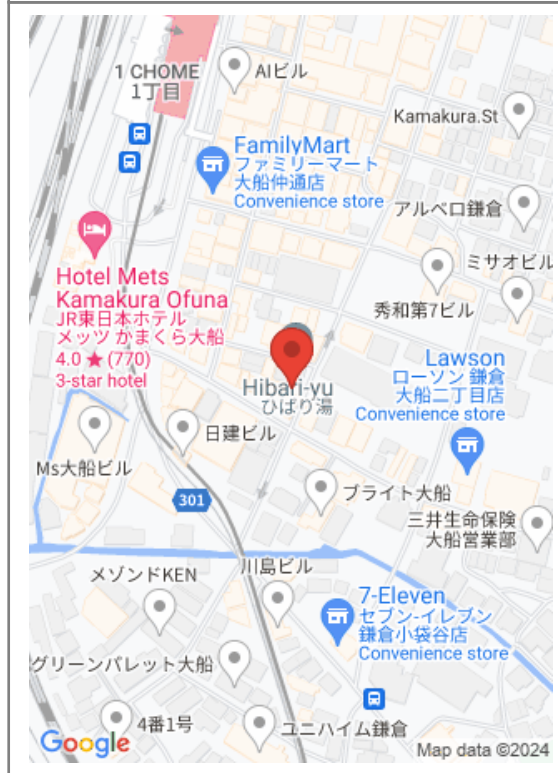 1 CHOME
1丁目
AIビル
Kamakura.St
FamilyMart
ファミリーマート
大船仲通店
Convenience store
アルベロ鎌倉
ミサオビル
Hotel Mets
Kamakura Ofuna
JR東日本ホテル
メッツ かまくら大船
4.0 ★ (770)
3-star hotel
秀和第7ビル
Lawson
ローソン 鎌倉
大船二丁目店
Convenience store
Hibari-yu
ひばり湯
日建ビル
Ms大船ビル
301
ブライト大船
三井生命保険
大船営業部
川島ビル
メゾンドKEN
7-Eleven
セブン-イレブン
鎌倉小袋谷店
Convenience store
グリーンパレット大船
4番1号
ユニハイム鎌倉
Google
Map data ©2024